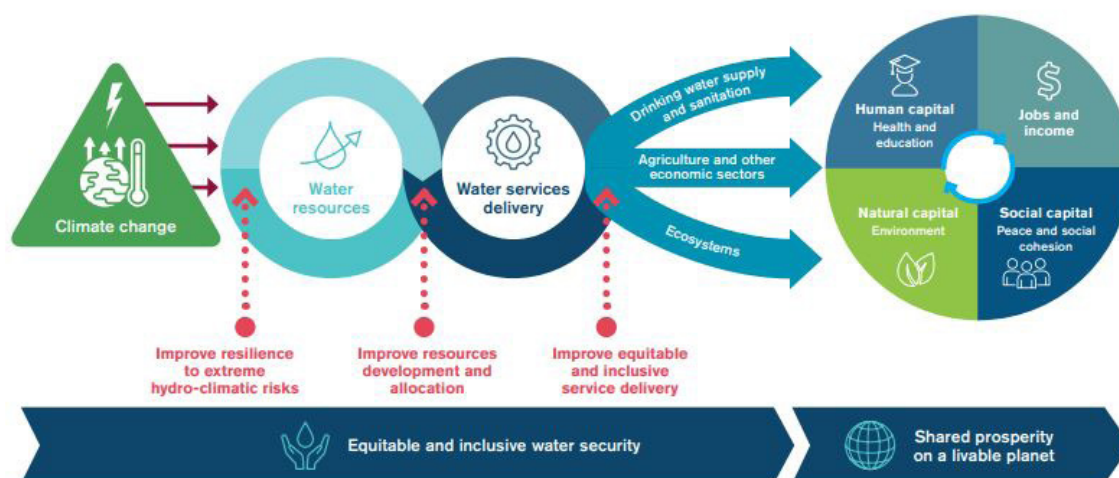 Climate change
Water
resources
Water services
delivery
Drinking water supply
and sanitation
Agriculture and other
economic sectors
Ecosystems
Human capital
Health and
education
$
Jobs and
income
Natural capital
Environment
Social capital
Peace and social
cohesion
Improve resilience
to extreme
hydro-climatic risks
Improve resources
development and
allocation
Improve equitable
and inclusive
service delivery
Equitable and inclusive water security
Shared prosperity
on a livable planet